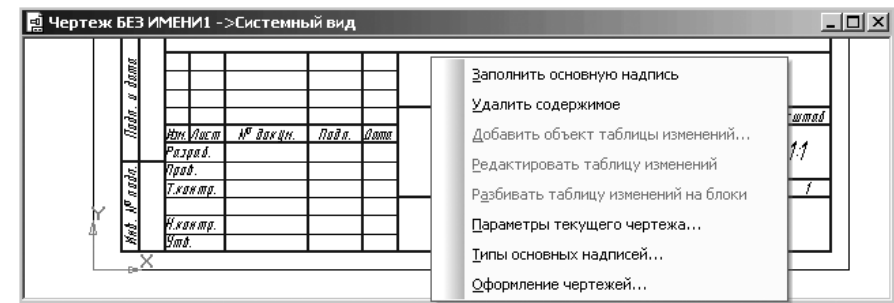 Чертеж БЕЗ ИМЕНИ1 ->Системный вид
Подп. и дата
Инв. № подл.
Изм. Лист № докум. Подп. Дата
Разраб.
Пров.
Т.контр.
Н.контр.
Утв.
Заполнить основную надпись
Удалить содержимое
Добавить объект таблицы изменений...
Редактировать таблицу изменений
Разбивать таблицу изменений на блоки
Параметры текущего чертежа...
Типы основных надписей...
Оформление чертежей...
штаб
1:1
1
Y
X